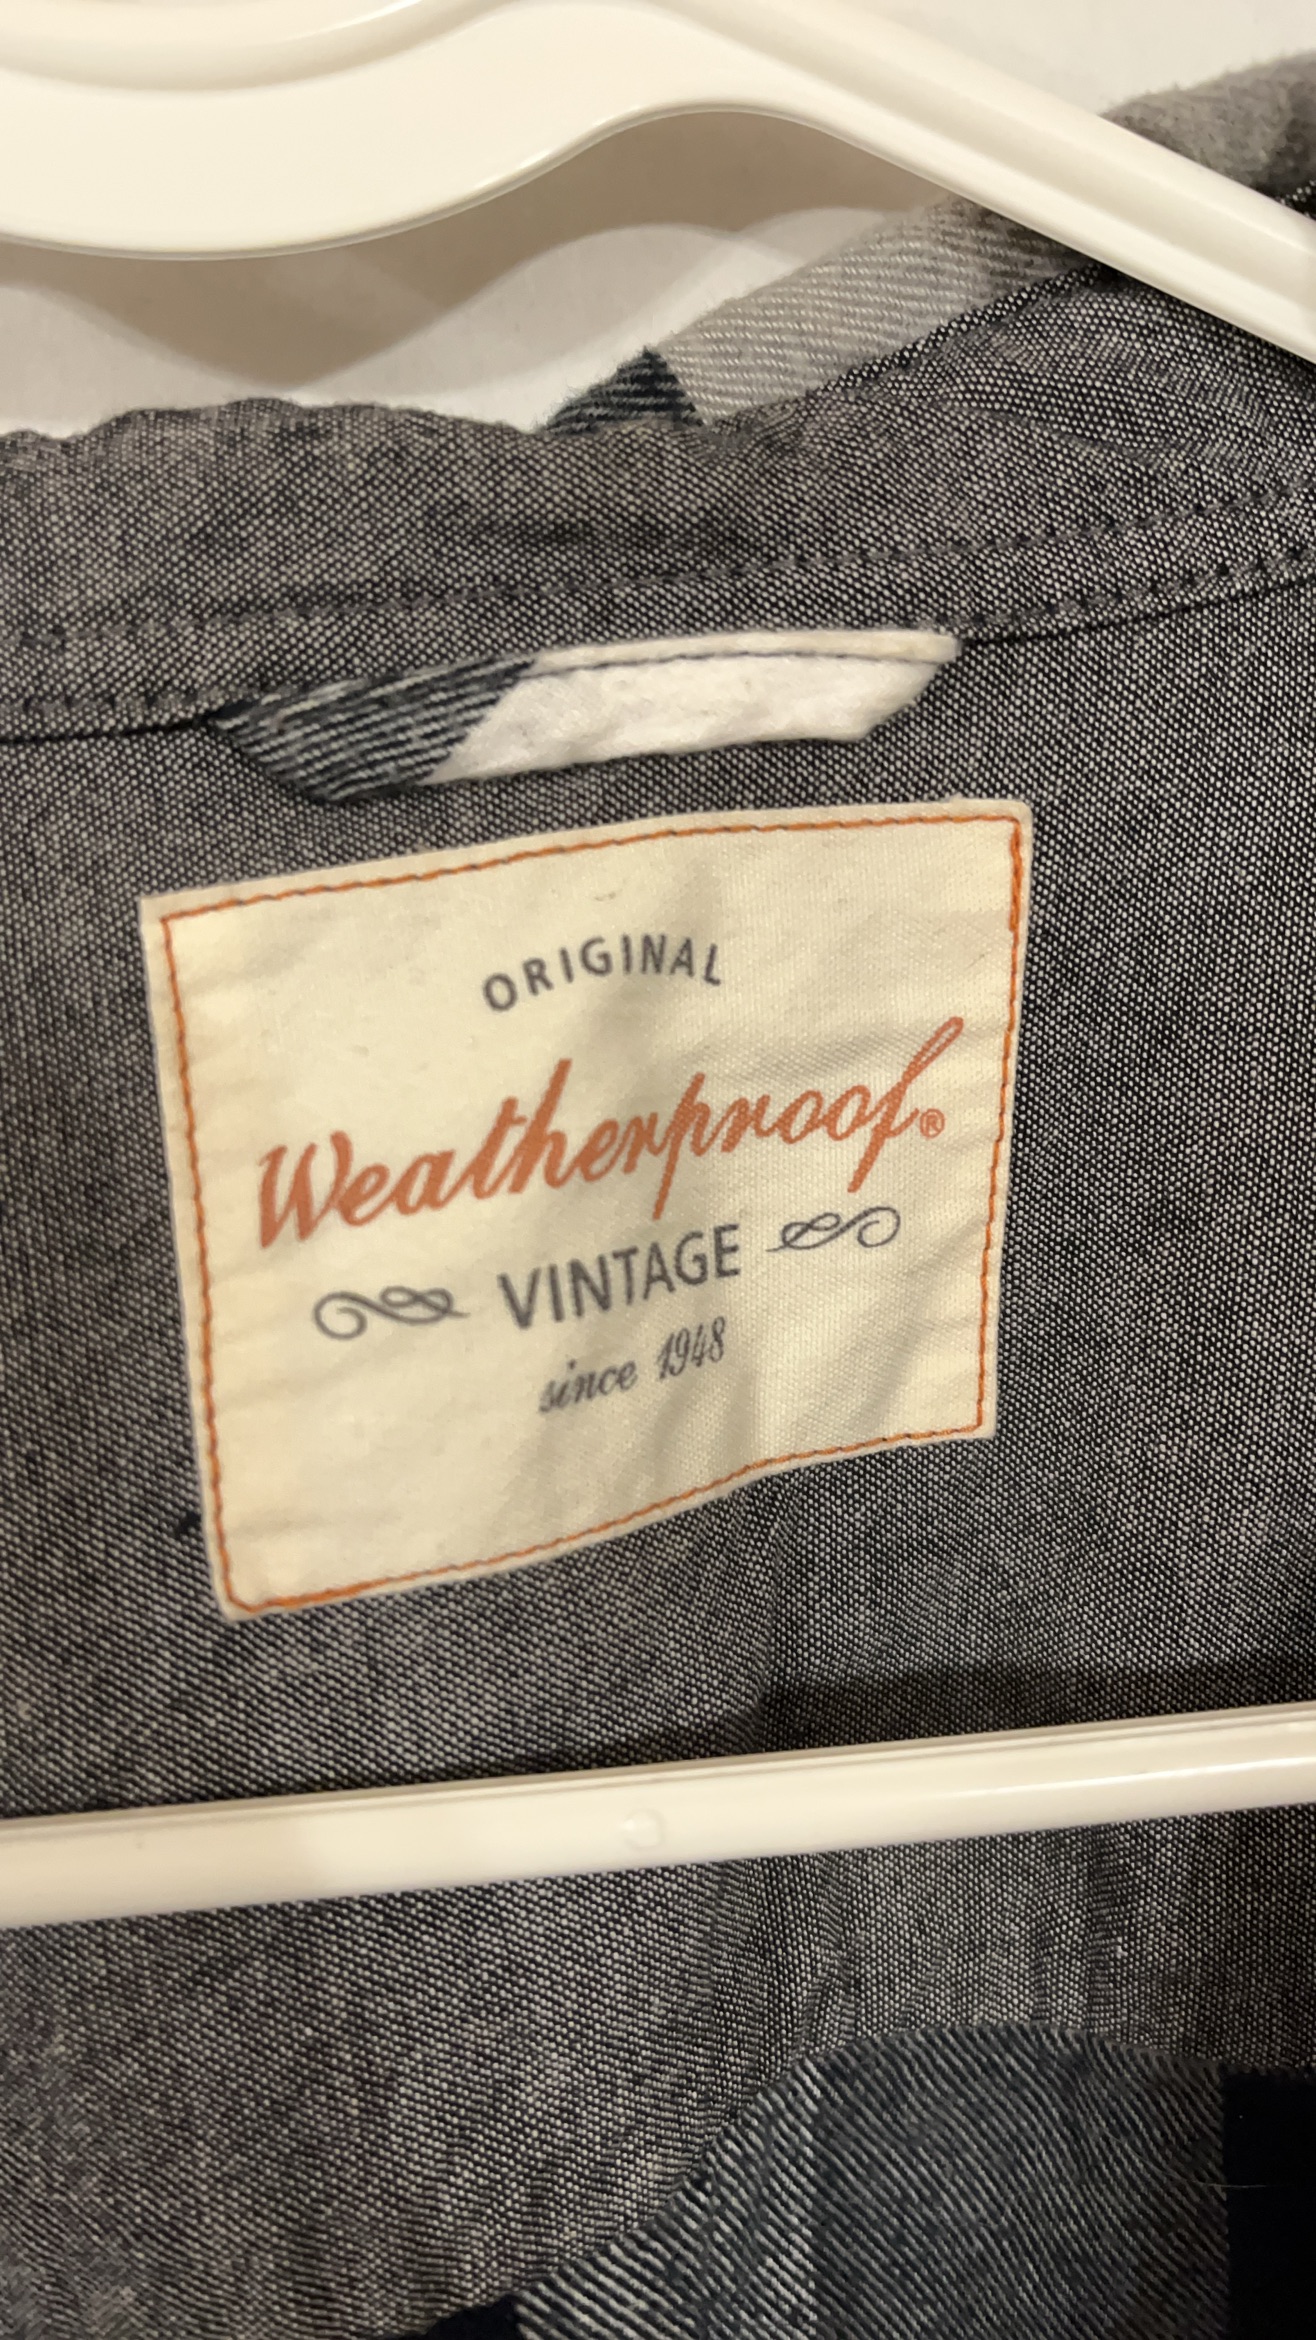 ORIGINAL
Weatherproof®
VINTAGE
since 1948